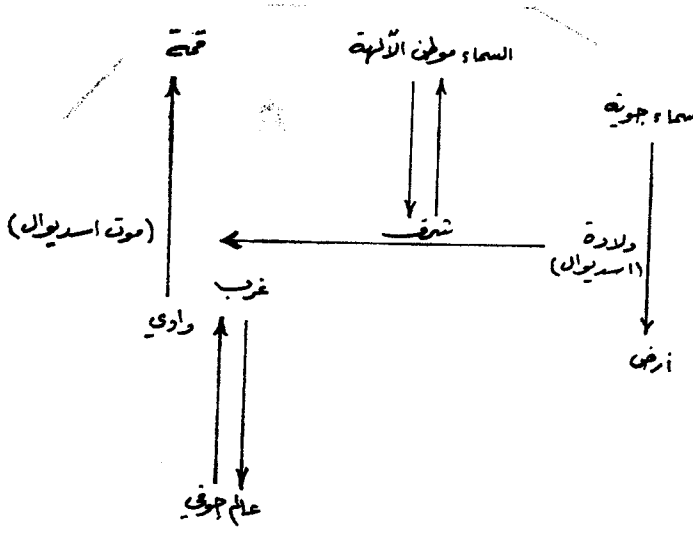 قمة
السماء موطن الآلهة
سماء جوية
شرق
(موت اسديوال)
ولادة
(اسديوال)
غرب
وادي
أرض
عالم جوفي